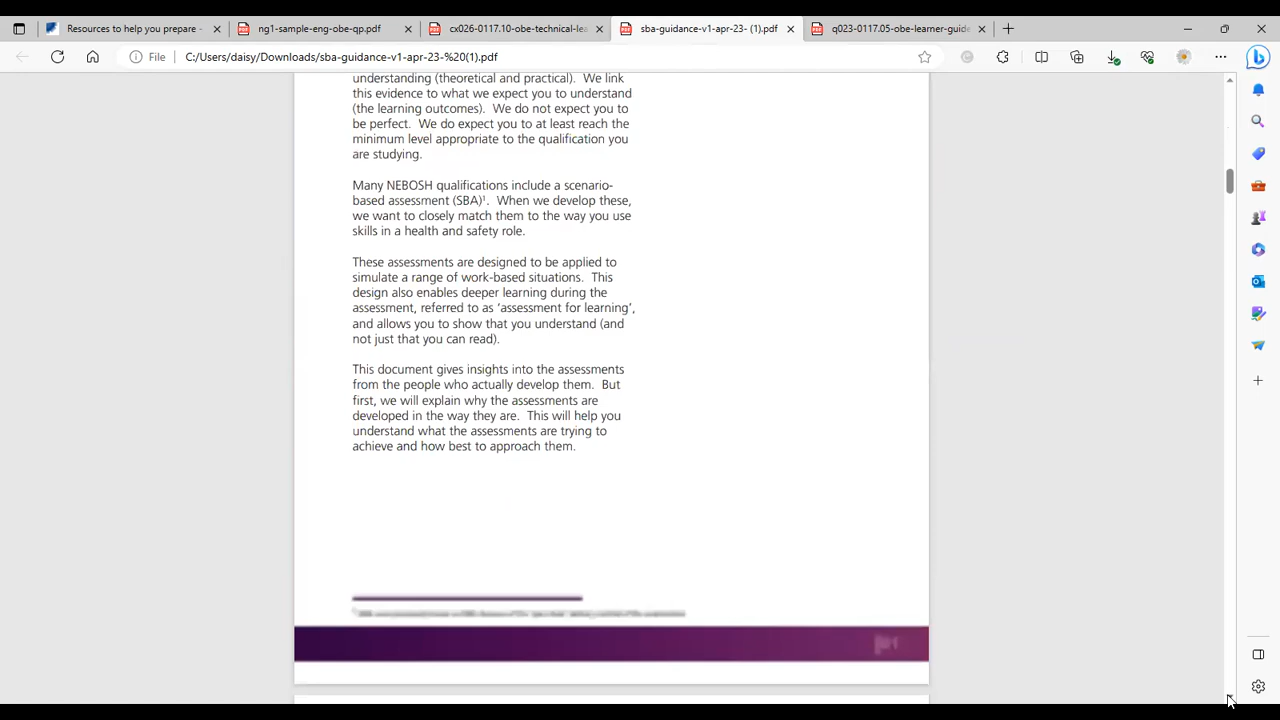 Resources to help you prepare -
ng1-sample-eng-obe-qp.pdf
cx026-0117.10-obe-technical-lea
sba-guidance-v1-apr-23- (1).pdf
q023-0117.05-obe-learner-guide
File
C:/Users/daisy/Downloads/sba-guidance-v1-apr-23-%20(1).pdf
understanding (theoretical and practical). We link
this evidence to what we expect you to understand
(the learning outcomes). We do not expect you to
be perfect. We do expect you to at least reach the
minimum level appropriate to the qualification you
are studying.
Many NEBOSH qualifications include a scenario-
based assessment (SBA)¹. When we develop these,
we want to closely match them to the way you use
skills in a health and safety role.
These assessments are designed to be applied to
simulate a range of work-based situations. This
design also enables deeper learning during the
assessment, referred to as ‘assessment for learning’,
and allows you to show that you understand (and
not just that you can read).
This document gives insights into the assessments
from the people who actually develop them. But
first, we will explain why the assessments are
developed in the way they are. This will help you
understand what the assessments are trying to
achieve and how best to approach them.